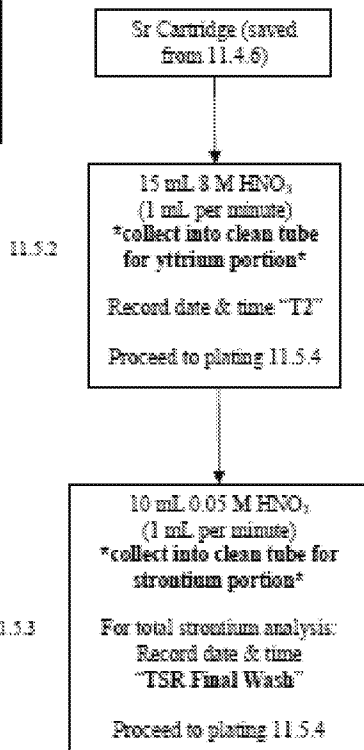 Sr Cartridge (saved
from 11.4.6)
11.5.2
15 mL 8 M HNO₃
(1 mL per minute)
*collect into clean tube
for yttrium portion*
Record date & time "T2"
Proceed to plating 11.5.4
1.5.3
10 mL 0.05 M HNO₃
(1 mL per minute)
*collect into clean tube for
strontium portion*
For total strontium analysis:
Record date & time
"TSR Final Wash"
Proceed to plating 11.5.4